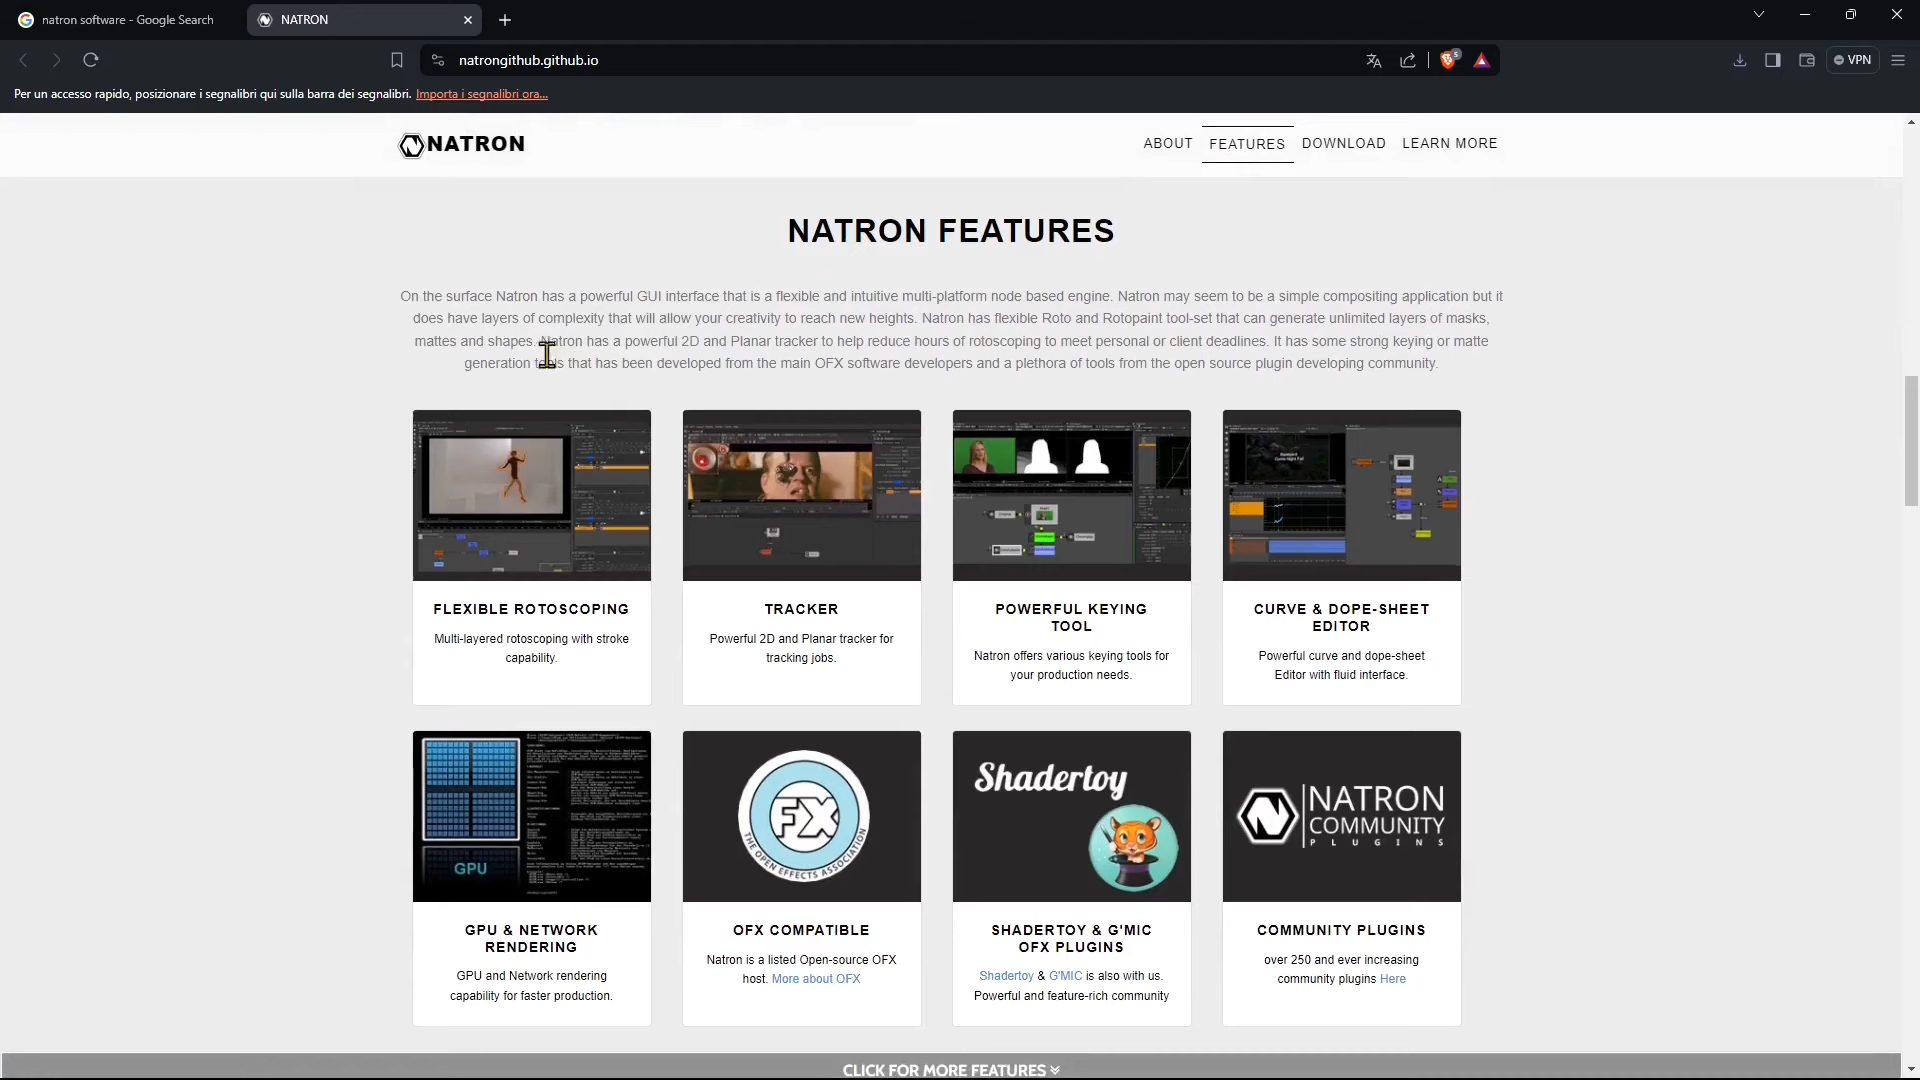 natron software - Google Search
NATRON
natrongithub.github.io
5
VPN
Per un accesso rapido, posizionare i segnalibri qui sulla barra dei segnalibri. Importa i segnalibri ora...
NATRON
ABOUT FEATURES DOWNLOAD LEARN MORE
NATRON FEATURES
On the surface Natron has a powerful GUI interface that is a flexible and intuitive multi-platform node based engine. Natron may seem to be a simple compositing application but it
does have layers of complexity that will allow your creativity to reach new heights. Natron has flexible Roto and Rotopaint tool-set that can generate unlimited layers of masks,
mattes and shapes. Natron has a powerful 2D and Planar tracker to help reduce hours of rotoscoping to meet personal or client deadlines. It has some strong keying or matte
generation tools that has been developed from the main OFX software developers and a plethora of tools from the open source plugin developing community.
FLEXIBLE ROTOSCOPING
Multi-layered rotoscoping with stroke
capability.
TRACKER
Powerful 2D and Planar tracker for
tracking jobs.
POWERFUL KEYING
TOOL
Natron offers various keying tools for
your production needs.
CURVE & DOPE-SHEET
EDITOR
Powerful curve and dope-sheet
Editor with fluid interface.
GPU
GPU & NETWORK
RENDERING
GPU and Network rendering
capability for faster production.
FX
THE OPEN EFFECTS ASSOCIATION
OFX COMPATIBLE
Natron is a listed Open-source OFX
host. More about OFX
Shadertoy
SHADERTOY & G'MIC
OFX PLUGINS
Shadertoy & G'MIC is also with us.
Powerful and feature-rich community
NATRON
COMMUNITY
PLUGINS
COMMUNITY PLUGINS
over 250 and ever increasing
community plugins Here
CLICK FOR MORE FEATURES